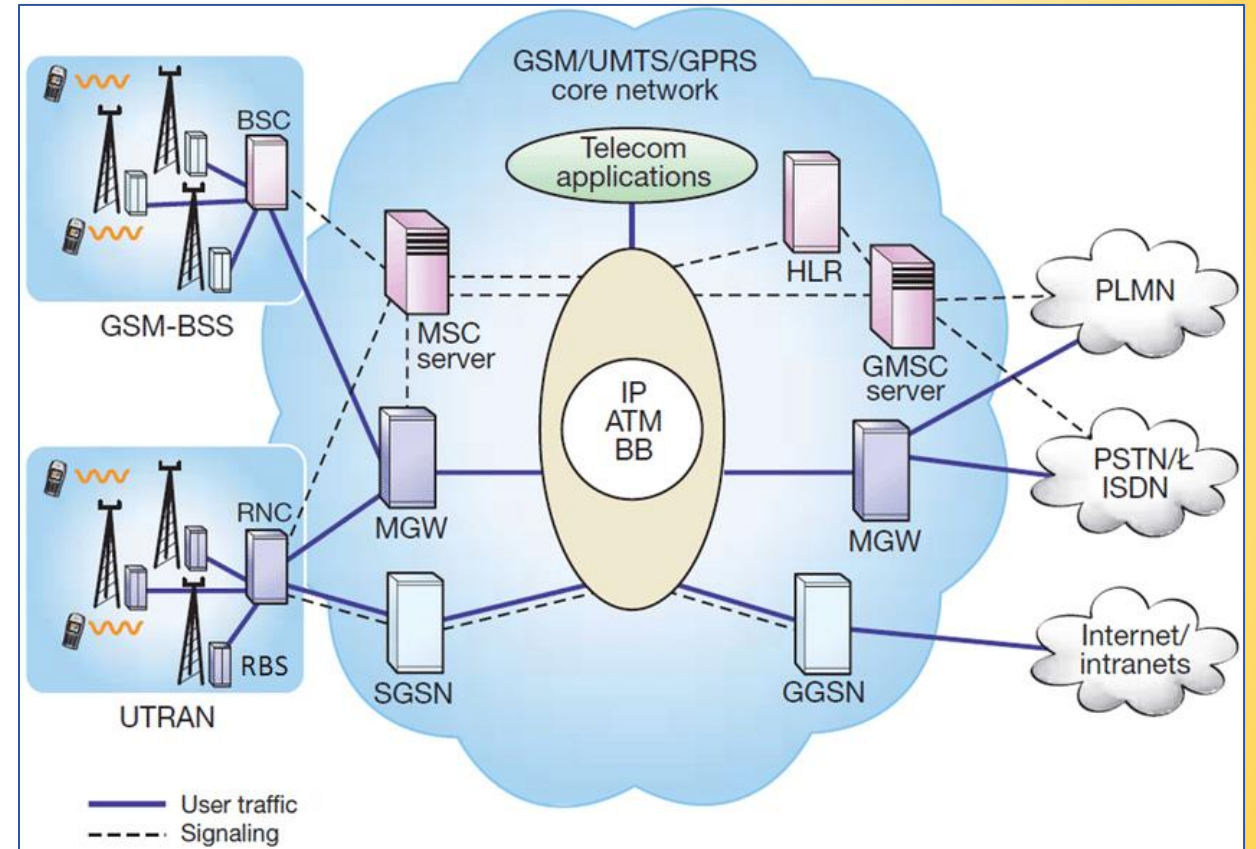 GSM/UMTS/GPRS
core network
Telecom
applications
BSC
GSM-BSS
MSC
server
HLR
GMSC
server
PLMN
IP
ATM
BB
PSTN/Ł
ISDN
RNC
MGW
MGW
RBS
UTRAN
SGSN
GGSN
Internet/
intranets
User traffic
Signaling